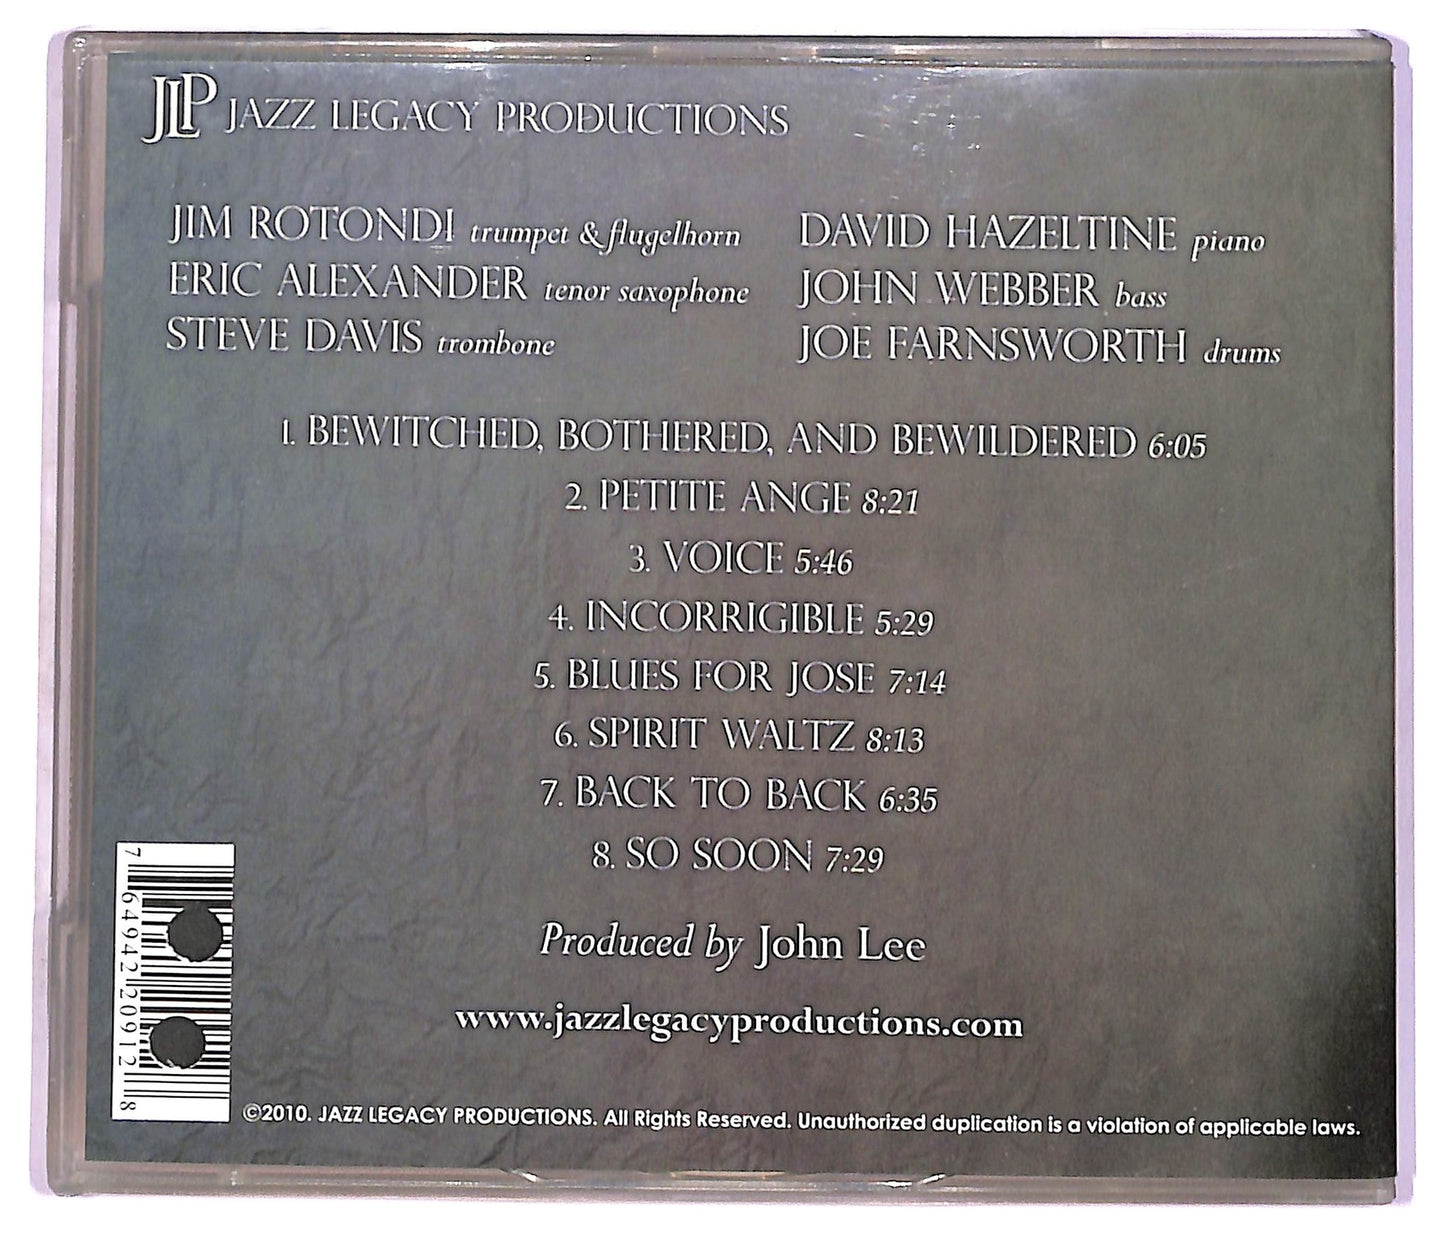 JLP JAZZ LEGACY PRODUCTIONS
JIM ROTONDI trumpet & flugelhorn
ERIC ALEXANDER tenor saxophone
STEVE DAVIS trombone
DAVID HAZELTINE piano
JOHN WEBBER bass
JOE FARNSWORTH drums
1. BEWITCHED, BOTHERED, AND BEWILDERED 6:05
2. PETITE ANGE 8:21
3. VOICE 5:46
4. INCORRIGIBLE 5:29
5. BLUES FOR JOSE 7:14
6. SPIRIT WALTZ 8:13
7. BACK TO BACK 6:35
8. SO SOON 7:29
Produced by John Lee
www.jazzlegacyproductions.com
7 64942 20912 8
©2010. JAZZ LEGACY PRODUCTIONS. All Rights Reserved. Unauthorized duplication is a violation of applicable laws.